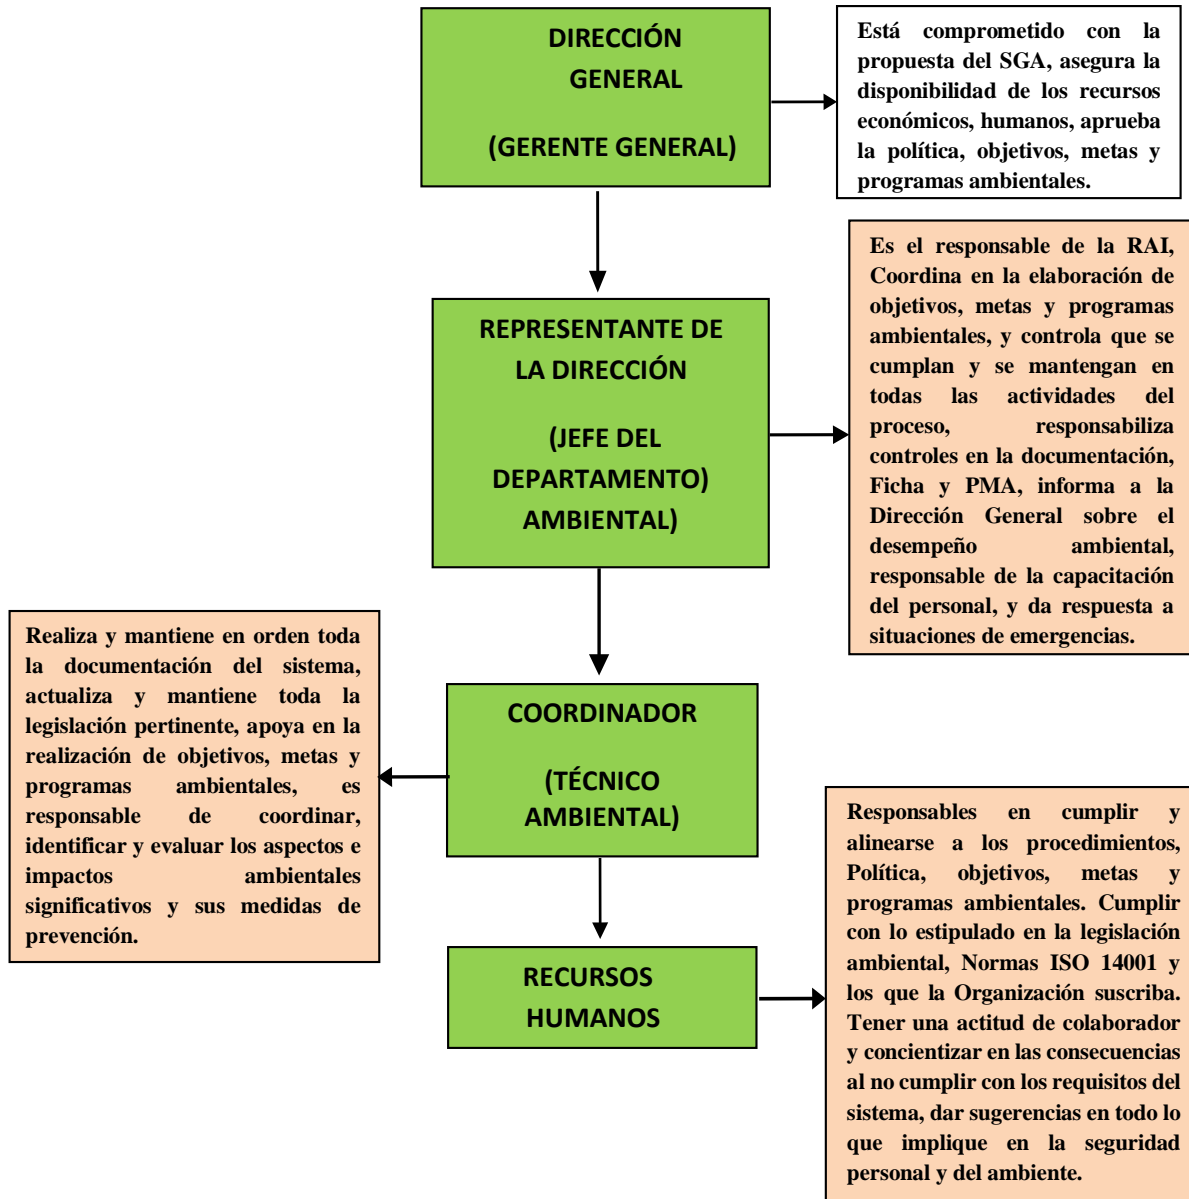 DIRECCIÓN
GENERAL
(GERENTE GENERAL)
Está comprometido con la
propuesta del SGA, asegura la
disponibilidad de los recursos
económicos, humanos, aprueba
la política, objetivos, metas y
programas ambientales.
REPRESENTANTE DE
LA DIRECCIÓN
(JEFE DEL
DEPARTAMENTO)
AMBIENTAL)
Es el responsable de la RAI,
Coordina en la elaboración de
objetivos, metas y programas
ambientales, y controla que se
cumplan y se mantengan en
todas las actividades del
proceso, responsabiliza
controles en la documentación,
Ficha y PMA, informa a la
Dirección General sobre el
desempeño ambiental,
responsable de la capacitación
del personal, y da respuesta a
situaciones de emergencias.
COORDINADOR
(TÉCNICO
AMBIENTAL)
Realiza y mantiene en orden toda
la documentación del sistema,
actualiza y mantiene toda la
legislación pertinente, apoya en la
realización de objetivos, metas y
programas ambientales, es
responsable de coordinar,
identificar y evaluar los aspectos e
impactos ambientales
significativos y sus medidas de
prevención.
RECURSOS
HUMANOS
Responsables en cumplir y
alinearse a los procedimientos,
Política, objetivos, metas y
programas ambientales. Cumplir
con lo estipulado en la legislación
ambiental, Normas ISO 14001 y
los que la Organización suscriba.
Tener una actitud de colaborador
y concientizar en las consecuencias
al no cumplir con los requisitos del
sistema, dar sugerencias en todo lo
que implique en la seguridad
personal y del ambiente.